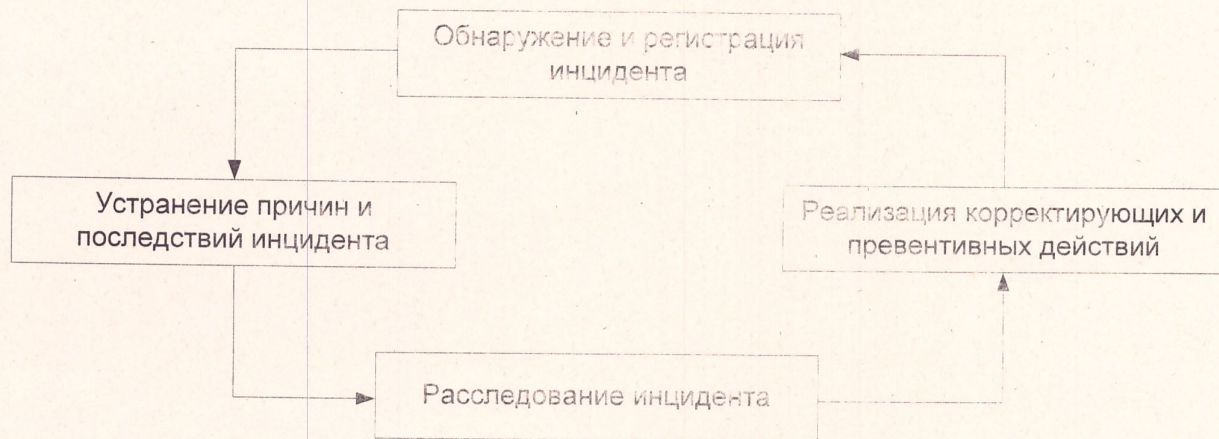 Обнаружение и регистрация
инцидента
Устранение причин и
последствий инцидента
Реализация корректирующих и
превентивных действий
Расследование инцидента